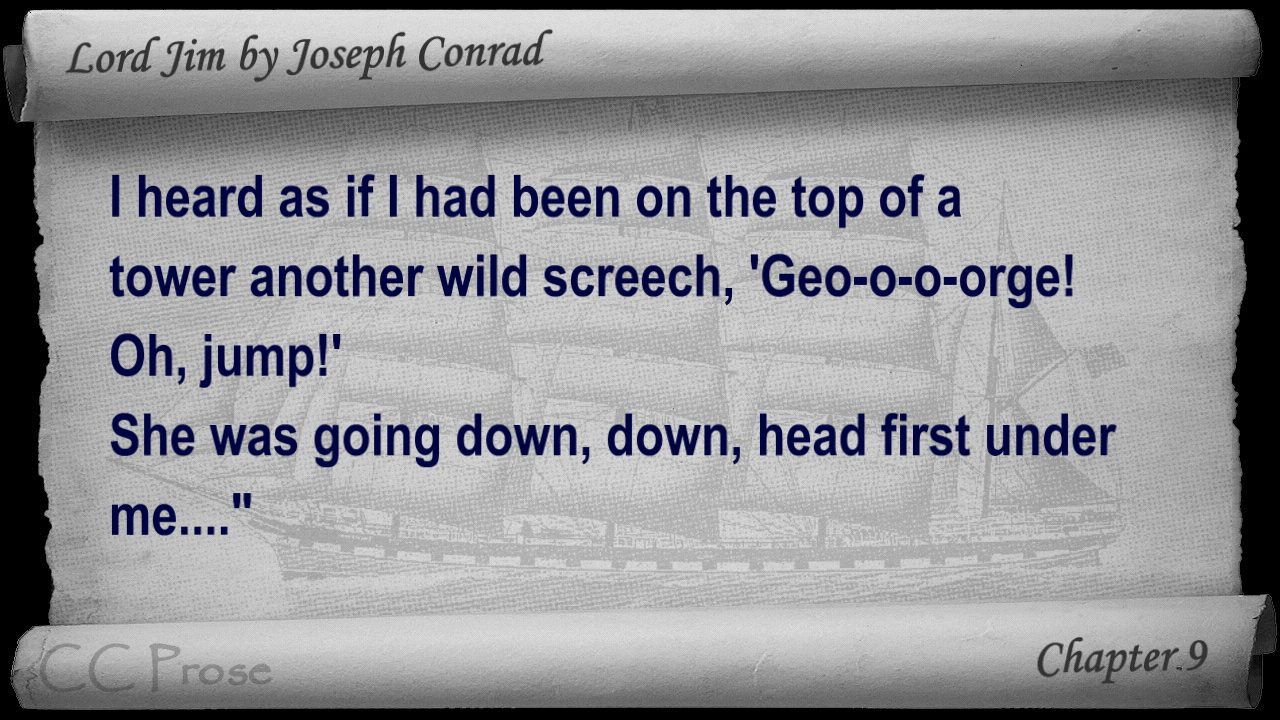 Lord Jim by Joseph Conrad
I heard as if I had been on the top of a
tower another wild screech, 'Geo-o-o-orge!
Oh, jump!'
She was going down, down, head first under
me...."
CC Prose
Chapter.9